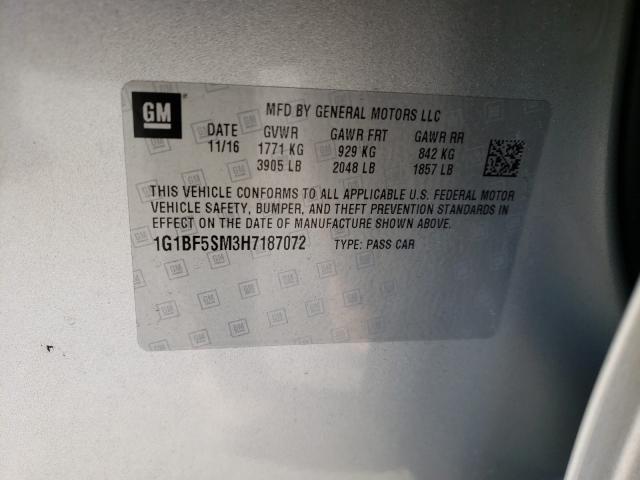 GM
MFD BY GENERAL MOTORS LLC
DATE GVWR GAWR FRT GAWR RR
11/16 1771 KG 929 KG 842 KG
3905 LB 2048 LB 1857 LB
THIS VEHICLE CONFORMS TO ALL APPLICABLE U.S. FEDERAL MOTOR
VEHICLE SAFETY, BUMPER, AND THEFT PREVENTION STANDARDS IN
EFFECT ON THE DATE OF MANUFACTURE SHOWN ABOVE.
1G1BF5SM3H7187072 TYPE: PASS CAR